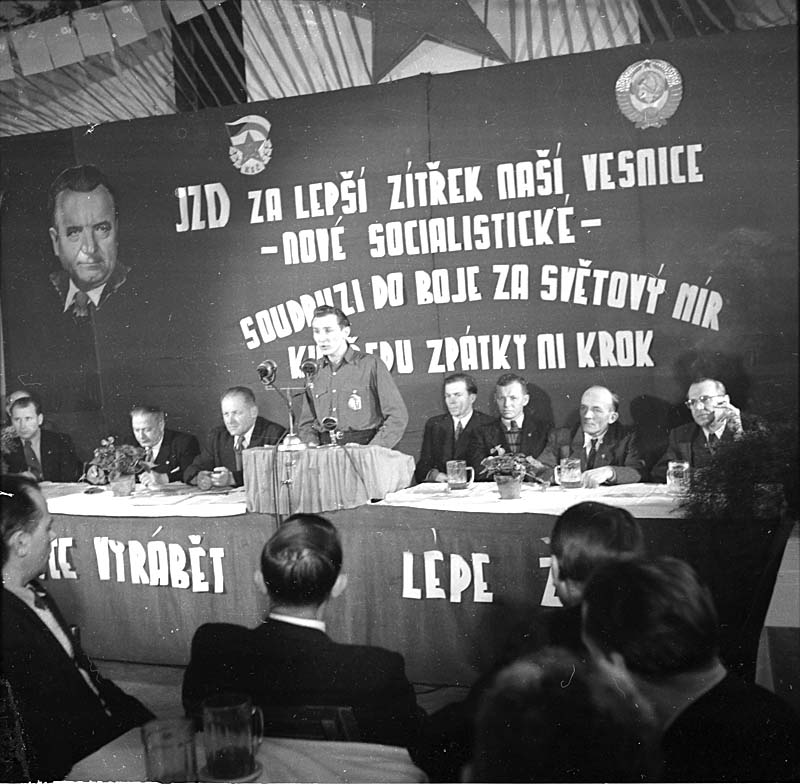 KSČ
JZD ZA LEPŠÍ ZÍTŘEK NAŠÍ VESNICE
– NOVÉ SOCIALISTICKÉ –
SOUDRUZI DO BOJE ZA SVĚTOVÝ MÍR
ZPÁTKY NI KROK
VYRÁBĚT LÉPE